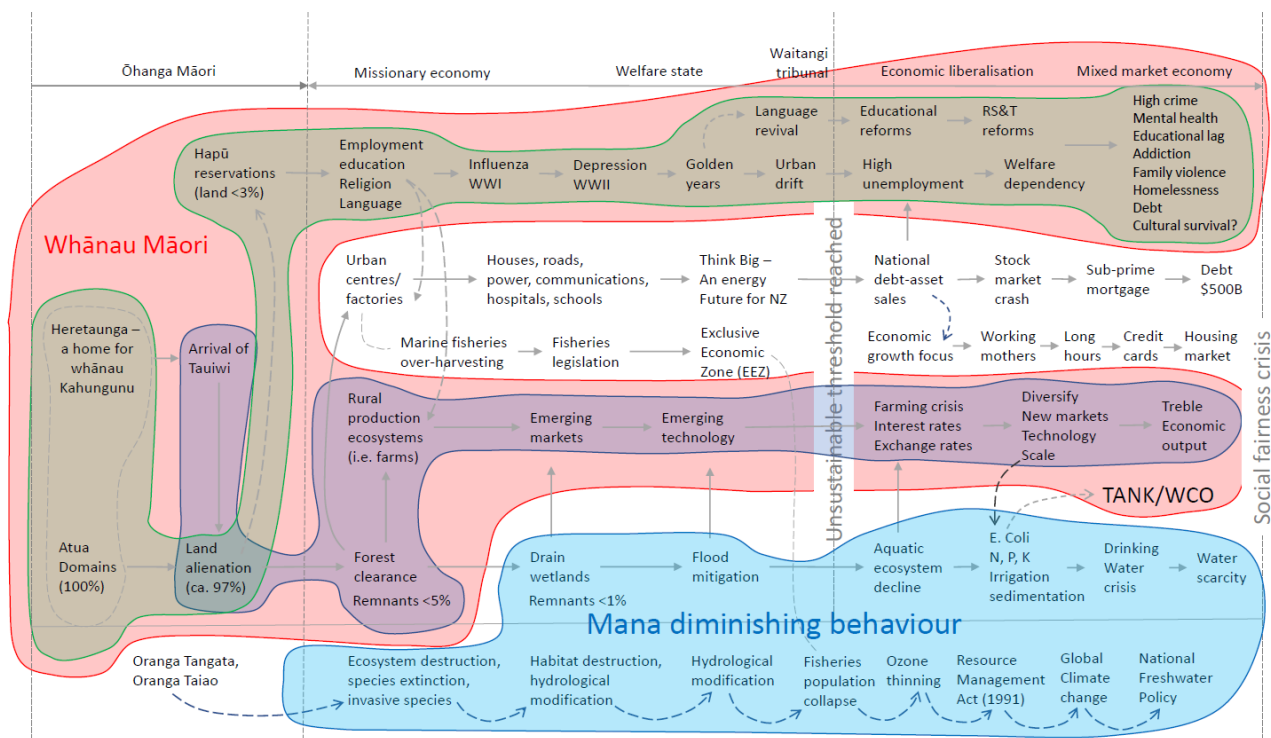 Ōhanga Māori
Missionary economy
Welfare state
Waitangi
tribunal
Economic liberalisation
Mixed market economy
Hapū
reservations
(land <3%)
Employment
education
Religion
Language
Influenza
WWI
Depression
WWII
Golden
years
Language
revival
Urban
drift
Educational
reforms
High
unemployment
RS&T
reforms
Welfare
dependency
High crime
Mental health
Educational lag
Addiction
Family violence
Homelessness
Debt
Cultural survival?
Whānau Māori
Urban
centres/
factories
Houses, roads,
power, communications,
hospitals, schools
Think Big –
An energy
Future for NZ
National
debt-asset
sales
Stock
market
crash
Sub-prime
mortgage
Debt
$500B
Marine fisheries
over-harvesting
Fisheries
legislation
Exclusive
Economic
Zone (EEZ)
Economic
growth focus
Working
mothers
Long
hours
Credit
cards
Housing
market
Heretaunga –
a home for
whānau
Kahungunu
Arrival of
Tauiwi
Rural
production
ecosystems
(i.e. farms)
Emerging
markets
Emerging
technology
Unsustainable threshold reached
Farming crisis
Interest rates
Exchange rates
Diversify
New markets
Technology
Scale
Treble
Economic
output
Social fairness crisis
TANK/WCO
Atua
Domains
(100%)
Land
alienation
(ca. 97%)
Forest
clearance
Remnants <5%
Drain
wetlands
Remnants <1%
Flood
mitigation
Aquatic
ecosystem
decline
E. Coli
N, P, K
Irrigation
sedimentation
Drinking
Water
crisis
Water
scarcity
Mana diminishing behaviour
Oranga Tangata,
Oranga Taiao
Ecosystem destruction,
species extinction,
invasive species
Habitat destruction,
hydrological
modification
Hydrological
modification
Fisheries
population
collapse
Ozone
thinning
Resource
Management
Act (1991)
Global
Climate
change
National
Freshwater
Policy